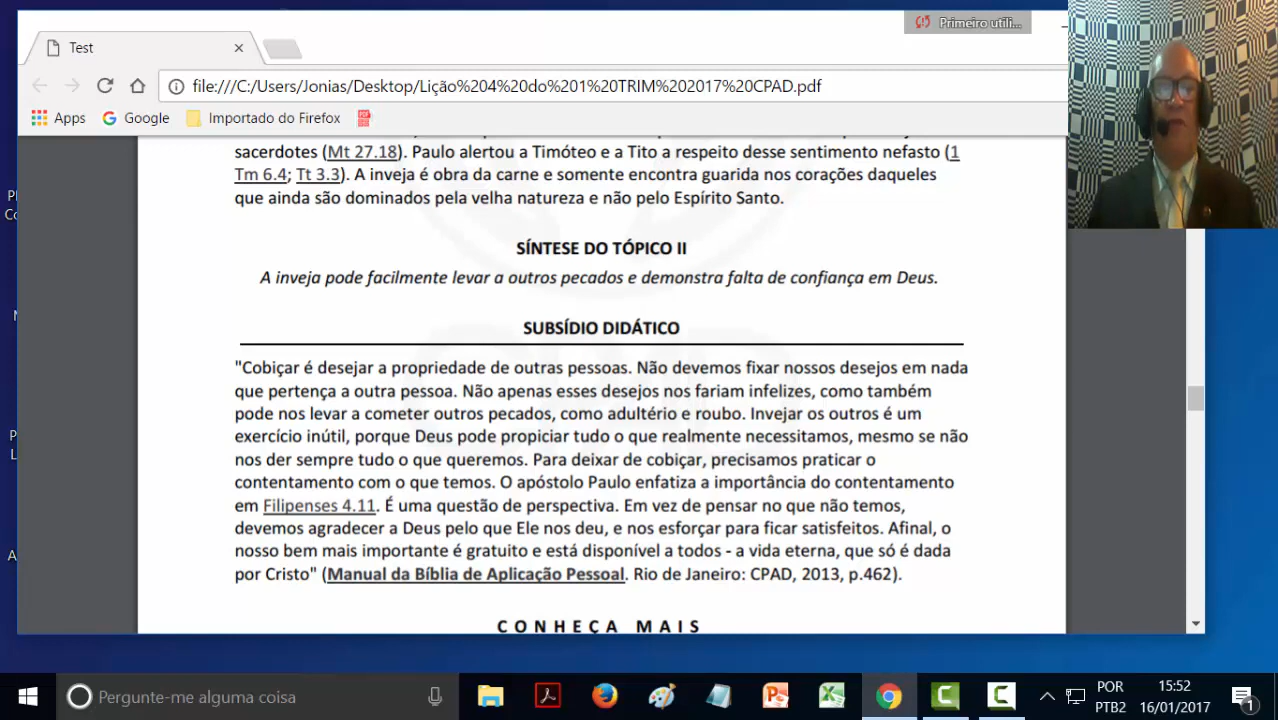 Primeiro utili...
Test
file:///C:/Users/Jonias/Desktop/Lição%204%20do%201%20TRIM%202017%20CPAD.pdf
Apps Google Importado do Firefox
sacerdotes (Mt 27.18). Paulo alertou a Timóteo e a Tito a respeito desse sentimento nefasto (1
Tm 6.4; Tt 3.3). A inveja é obra da carne e somente encontra guarida nos corações daqueles
que ainda são dominados pela velha natureza e não pelo Espírito Santo.
SÍNTESE DO TÓPICO II
A inveja pode facilmente levar a outros pecados e demonstra falta de confiança em Deus.
SUBSÍDIO DIDÁTICO
"Cobiçar é desejar a propriedade de outras pessoas. Não devemos fixar nossos desejos em nada
que pertença a outra pessoa. Não apenas esses desejos nos fariam infelizes, como também
pode nos levar a cometer outros pecados, como adultério e roubo. Invejar os outros é um
exercício inútil, porque Deus pode propiciar tudo o que realmente necessitamos, mesmo se não
nos der sempre tudo o que queremos. Para deixar de cobiçar, precisamos praticar o
contentamento com o que temos. O apóstolo Paulo enfatiza a importância do contentamento
em Filipenses 4.11. É uma questão de perspectiva. Em vez de pensar no que não temos,
devemos agradecer a Deus pelo que Ele nos deu, e nos esforçar para ficar satisfeitos. Afinal, o
nosso bem mais importante é gratuito e está disponível a todos - a vida eterna, que só é dada
por Cristo" (Manual da Bíblia de Aplicação Pessoal. Rio de Janeiro: CPAD, 2013, p.462).
CONHEÇA MAIS
Pergunte-me alguma coisa
POR
PTB2
15:52
16/01/2017
1